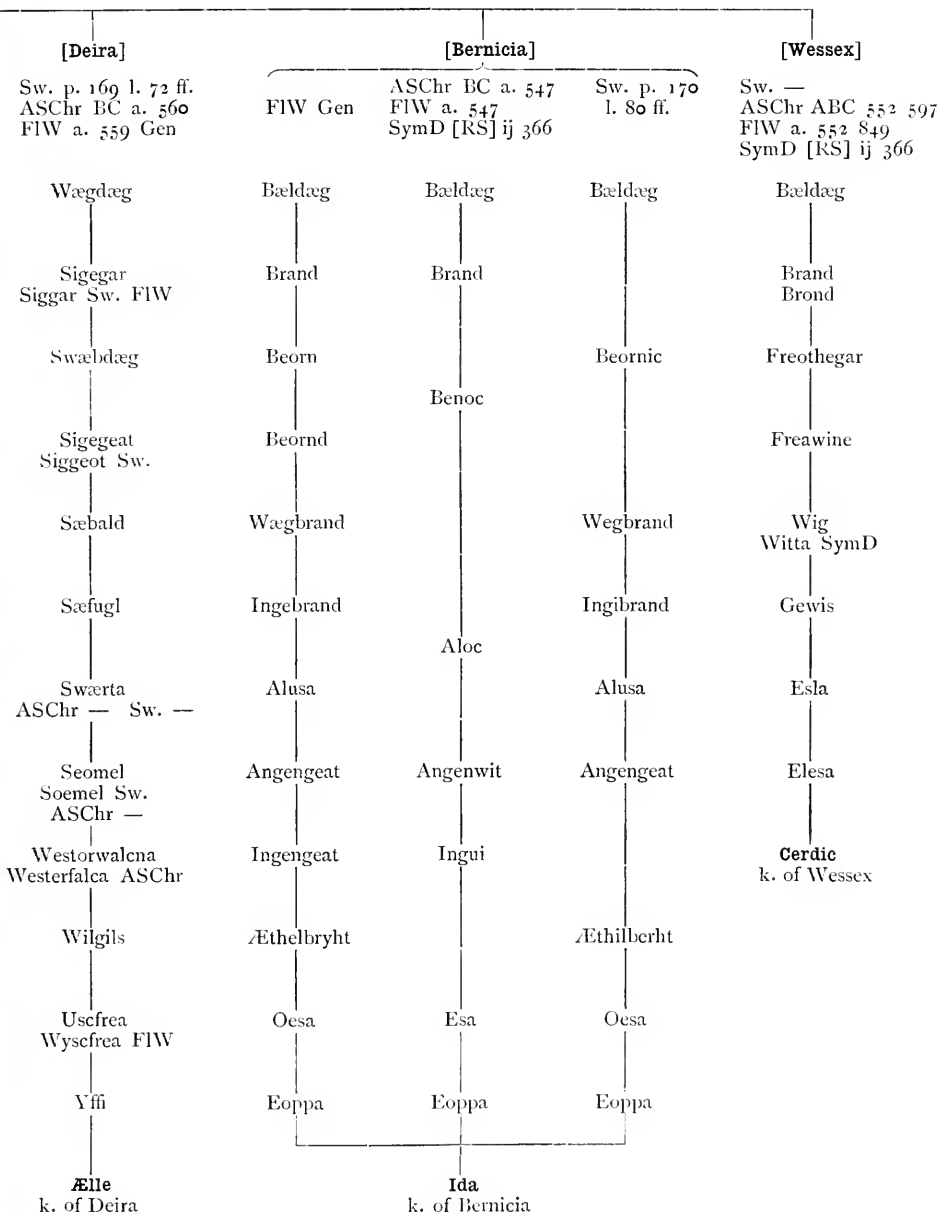 [Deira] [Bernicia] [Wessex]
Sw. p. 169 l. 72 ff.
ASChr BC a. 560
FlW a. 559 Gen
FlW Gen
ASChr BC a. 547
FlW a. 547
SymD [RS] ij 366
Sw. p. 170
l. 80 ff.
Sw. —
ASChr ABC 552 597
FlW a. 552 849
SymD [RS] ij 366
Wægdæg Bældæg Bældæg Bældæg Bældæg
Sigegar Brand Brand Brand
Siggar Sw. FlW Brond
Swæbdæg Beorn Beornic Freothegar
Benoc
Sigegeat Beornd Freawine
Siggeot Sw.
Sæbald Wægbrand Wegbrand Wig
Witta SymD
Sæfugl Ingebrand Ingibrand Gewis
Aloc
Swærta Alusa Alusa Esla
ASChr — Sw. —
Seomel Angengeat Angenwit Angengeat Elesa
Soemel Sw.
ASChr —
Westorwalcna Ingengeat Ingui Cerdic
Westerfalca ASChr k. of Wessex
Wilgils Æthelbryht Æthilberht
Uscfrea Oesa Esa Oesa
Wyscfrea FlW
Yffi Eoppa Eoppa Eoppa
Ælle Ida
k. of Deira k. of Bernicia